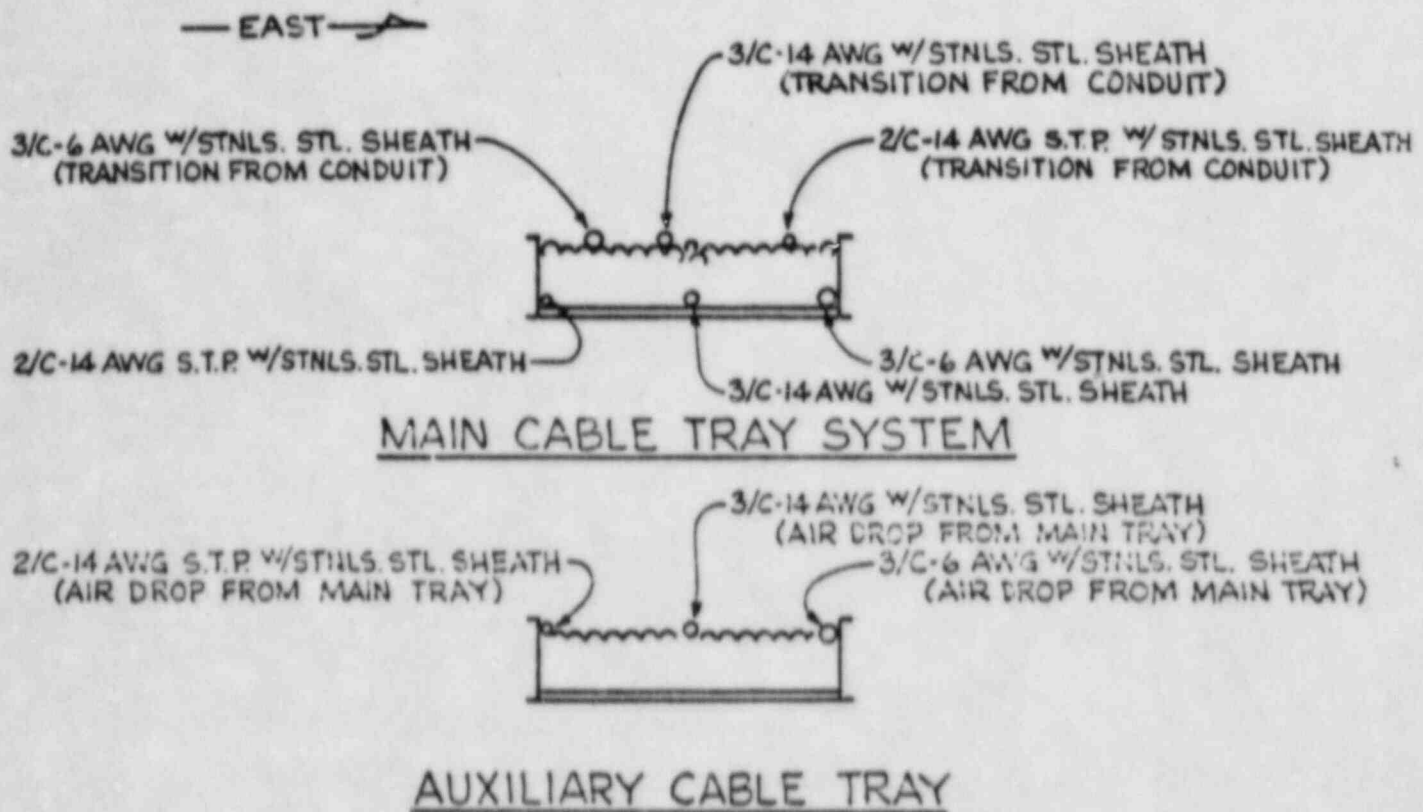 EAST
3/C-14 AWG W/STNLS. STL. SHEATH
(TRANSITION FROM CONDUIT)
3/C-6 AWG W/STNLS. STL. SHEATH
(TRANSITION FROM CONDUIT)
2/C-14 AWG S.T.P. W/STNLS. STL. SHEATH
(TRANSITION FROM CONDUIT)
2/C-14 AWG S.T.P. W/STNLS. STL. SHEATH
3/C-6 AWG W/STNLS. STL. SHEATH
3/C-14 AWG W/STNLS. STL. SHEATH
MAIN CABLE TRAY SYSTEM
3/C-14 AWG W/STNLS. STL. SHEATH
(AIR DROP FROM MAIN TRAY)
2/C-14 AWG S.T.P. W/STNLS. STL. SHEATH
(AIR DROP FROM MAIN TRAY)
3/C-6 AWG W/STNLS. STL. SHEATH
(AIR DROP FROM MAIN TRAY)
AUXILIARY CABLE TRAY